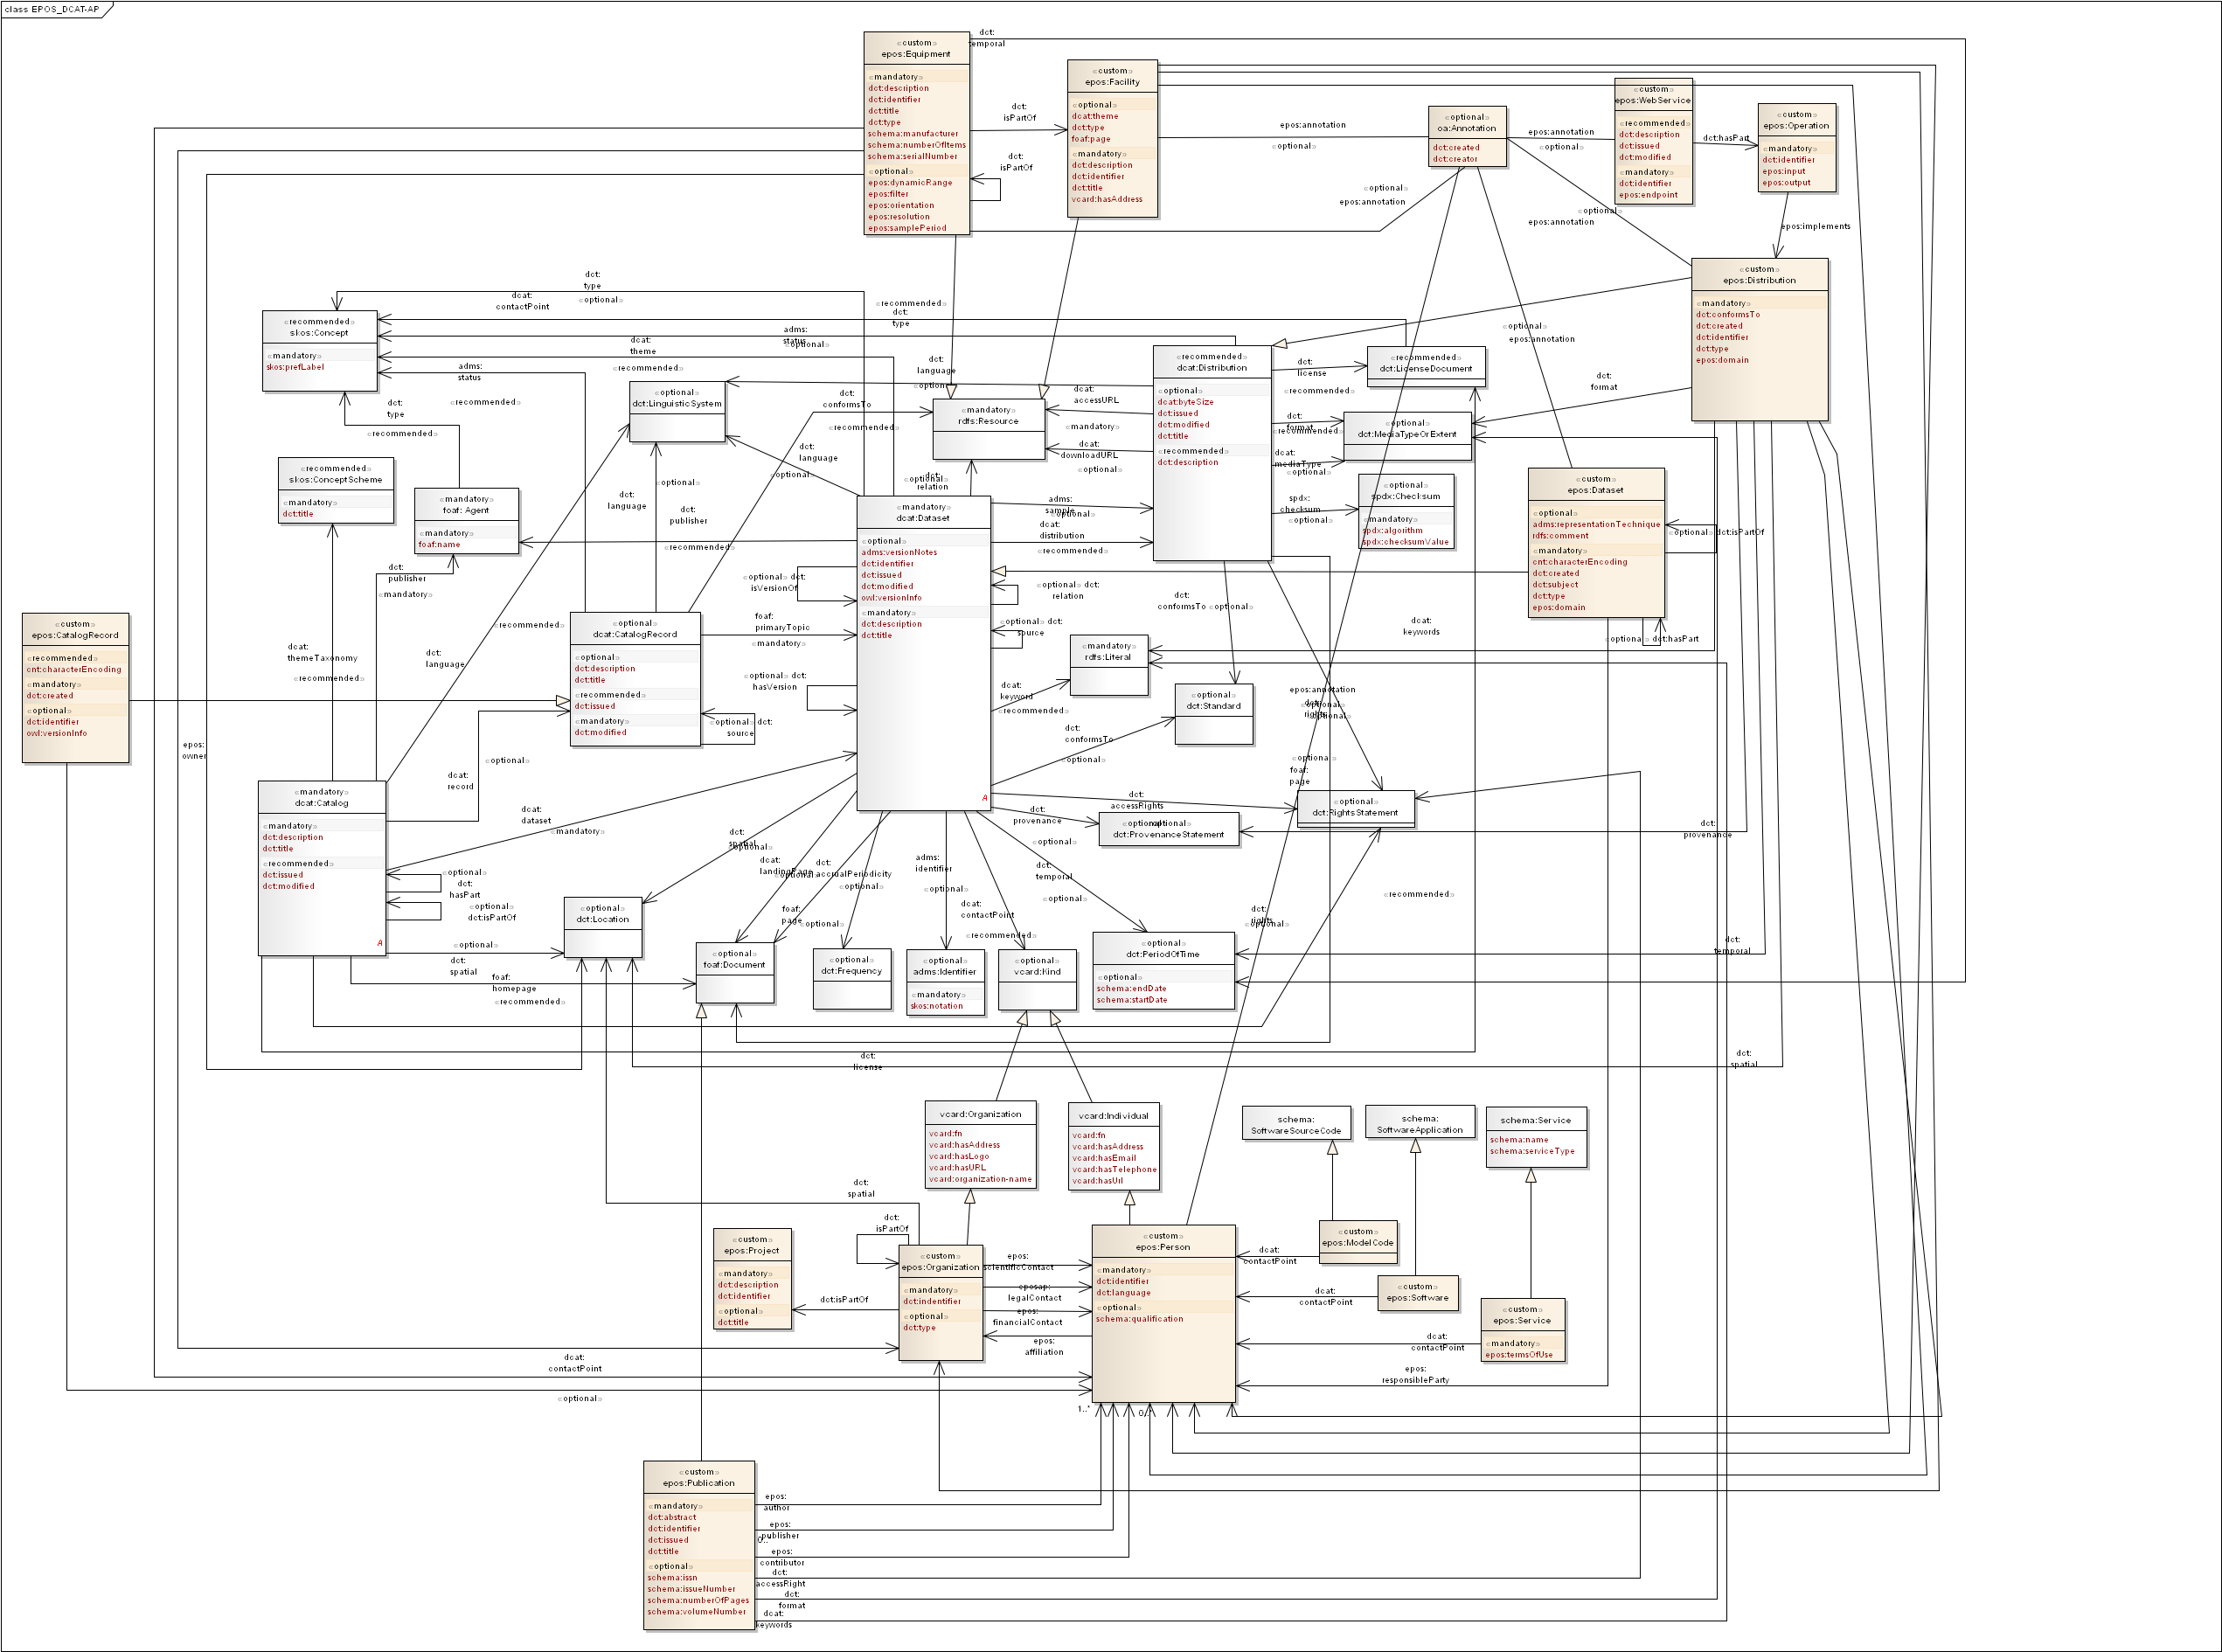 class EPOS_DCAT-AP
«custom»
epos:Equipment
«mandatory»
dct:description
dct:identifier
dct:title
dct:type
schema:manufacturer
schema:numberOfItems
schema:serialNumber
«optional»
epos:dynamicRange
epos:filter
epos:orientation
epos:resolution
epos:samplePeriod
dct:
temporal
dct:
isPartOf
dct:
isPartOf
«custom»
epos:Facility
«optional»
dcat:theme
dct:type
foaf:page
«mandatory»
dct:description
dct:identifier
dct:title
vcard:hasAddress
epos:annotation
«optional»
«optional»
epos:annotation
«optional»
oa:Annotation
dct:created
dct:creator
epos:annotation
«optional»
«custom»
epos:WebService
«recommended»
dct:description
dct:issued
dct:modified
«mandatory»
dct:identifier
epos:endpoint
dct:hasPart
«custom»
epos:Operation
«mandatory»
dct:identifier
epos:input
epos:output
«optional»
epos:annotation
epos:implements
«custom»
epos:Distribution
«mandatory»
dct:conformsTo
dct:created
dct:identifier
dct:type
epos:domain
dct:
type
«optional»
dcat:
contactPoint
«recommended»
dct:
type
adms:
status
«optional»
dcat:
theme
«recommended»
adms:
status
«recommended»
«recommended»
skos:Concept
«mandatory»
skos:prefLabel
dct:
type
«recommended»
«optional»
dct:LinguisticSystem
dct:
language
«optional»
dct:
conformsTo
«recommended»
«mandatory»
rdfs:Resource
dcat:
accessURL
«mandatory»
dcat:
downloadURL
«optional»
«recommended»
dcat:Distribution
«optional»
dcat:byteSize
dct:issued
dct:modified
dct:title
«recommended»
dct:description
dct:
license
«recommended»
«recommended»
dct:LicenseDocument
«optional»
epos:annotation
dct:
format
dct:
format
«recommended»
«optional»
dct:MediaTypeOrExtent
dcat:
mediaType
«optional»
spdx:
checksum
«optional»
«optional»
spdx:Checksum
«mandatory»
spdx:algorithm
spdx:checksumValue
«custom»
epos:Dataset
«optional»
adms:representationTechnique
rdfs:comment
«mandatory»
cnt:characterEncoding
dct:created
dct:subject
dct:type
epos:domain
«optional» dct:isPartOf
«optional» dct:hasPart
«recommended»
skos:ConceptScheme
«mandatory»
dct:title
«mandatory»
foaf: Agent
«mandatory»
foaf:name
dct:
language
«optional»
dct:
language
«optional»
dct:
publisher
«recommended»
«optional»
dct:
relation
«mandatory»
dcat:Dataset
«optional»
adms:versionNotes
dct:identifier
dct:issued
dct:modified
owl:versionInfo
«mandatory»
dct:description
dct:title
A
adms:
sample
«optional»
dcat:
distribution
«recommended»
«optional» dct:
isVersionOf
«optional» dct:
relation
«optional» dct:
source
«optional» dct:
hasVersion
dct:
publisher
«mandatory»
dct:
conformsTo «optional»
dcat:
keywords
«custom»
epos:CatalogRecord
«recommended»
cnt:characterEncoding
«mandatory»
dct:created
«optional»
dct:identifier
owl:versionInfo
dcat:
themeTaxonomy
«recommended»
«recommended»
dct:
language
«optional»
dcat:CatalogRecord
«optional»
dct:description
dct:title
«recommended»
dct:issued
«mandatory»
dct:modified
foaf:
primaryTopic
«mandatory»
«optional» dct:
source
«mandatory»
rdfs:Literal
dcat:
keyword
«recommended»
«optional»
dct:Standard
dct:
conformsTo
«optional»
epos:annotation
«optional»
dct:
rights
«optional»
epos:
owner
«optional»
dcat:
record
«optional»
foaf:
page
«mandatory»
dcat:Catalog
«mandatory»
dct:description
dct:title
«recommended»
dct:issued
dct:modified
A
dcat:
dataset
«mandatory»
dct:
accessRights
dct:
provenance
«optional»
«optional»
«optional»
dct:ProvenanceStatement
«optional»
dct:RightsStatement
dct:
provenance
«optional»
dct:
hasPart
«optional»
dct:isPartOf
dct:
spatial
«optional»
dcat:
landingPage
«optional»
dct:
accrualPeriodicity
«optional»
adms:
identifier
«optional»
dct:
temporal
«optional»
«recommended»
«optional»
dct:Location
foaf:
page
«optional»
dcat:
contactPoint
«recommended»
dct:
rights
«optional»
«optional»
dct:
spatial
foaf:
homepage
«recommended»
«optional»
foaf:Document
«optional»
dct:Frequency
«optional»
adms:Identifier
«mandatory»
skos:notation
«optional»
vcard:Kind
«optional»
dct:PeriodOfTime
«optional»
schema:endDate
schema:startDate
dct:
temporal
dct:
license
dct:
spatial
vcard:Organization
vcard:fn
vcard:hasAddress
vcard:hasLogo
vcard:hasURL
vcard:organization-name
vcard:Individual
vcard:fn
vcard:hasAddress
vcard:hasEmail
vcard:hasTelephone
vcard:hasUrl
schema:
SoftwareSourceCode
schema:
SoftwareApplication
schema:Service
schema:name
schema:serviceType
dct:
spatial
dct:
isPartOf
«custom»
epos:Project
«mandatory»
dct:description
dct:identifier
«optional»
dct:title
dct:isPartOf
«custom»
epos:Organization
«mandatory»
dct:indentifier
«optional»
dct:type
epos:
scientificContact
eposap:
legalContact
epos:
financialContact
epos:
affiliation
«custom»
epos:Person
«mandatory»
dct:identifier
dct:language
«optional»
schema:qualification
dcat:
contactPoint
«custom»
epos:ModelCode
dcat:
contactPoint
«custom»
epos:Software
dcat:
contactPoint
«custom»
epos:Service
«mandatory»
epos:termsOfUse
epos:
responsibleParty
dcat:
contactPoint
«optional»
1..*
0..*
«custom»
epos:Publication
«mandatory»
dct:abstract
dct:identifier
dct:issued
dct:title
«optional»
schema:issn
schema:issueNumber
schema:numberOfPages
schema:volumeNumber
epos:
author
epos:
publisher
0..*
epos:
contributor
dct:
accessRight
dct:
format
dcat:
keywords